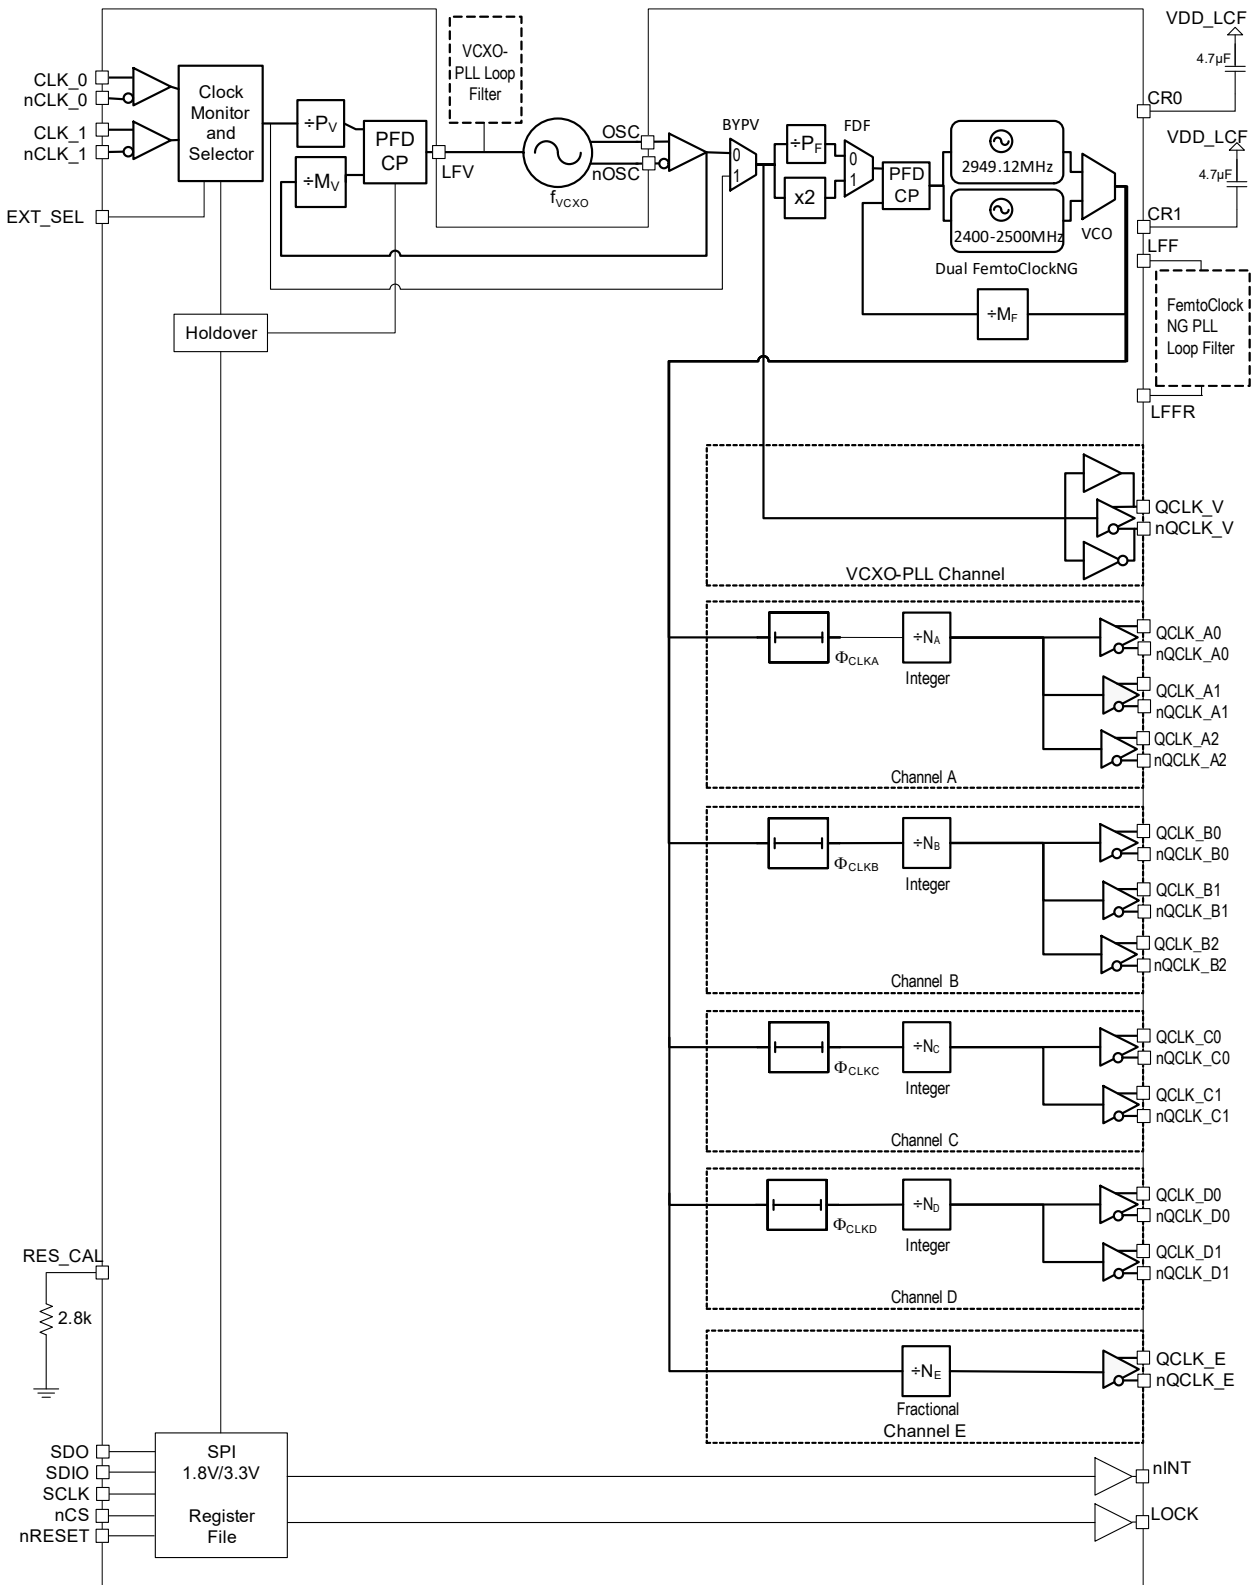 CLK_0
nCLK_0
CLK_1
nCLK_1
EXT_SEL
Clock
Monitor
and
Selector
÷PV
÷MV
PFD
CP
VCXO-
PLL Loop
Filter
LFV
fVCXO
OSC
nOSC
BYPV
0
1
÷PF
x2
FDF
0
1
PFD
CP
2949.12MHz
2400-2500MHz
VCO
Dual FemtoClockNG
÷MF
VDD_LCF
4.7µF
CR0
VDD_LCF
4.7µF
CR1
LFF
FemtoClock
NG PLL
Loop Filter
LFFR
Holdover
QCLK_V
nQCLK_V
VCXO-PLL Channel
ΦCLKA
÷NA
Integer
QCLK_A0
nQCLK_A0
QCLK_A1
nQCLK_A1
QCLK_A2
nQCLK_A2
Channel A
ΦCLKB
÷NB
Integer
QCLK_B0
nQCLK_B0
QCLK_B1
nQCLK_B1
QCLK_B2
nQCLK_B2
Channel B
ΦCLKC
÷NC
Integer
QCLK_C0
nQCLK_C0
QCLK_C1
nQCLK_C1
Channel C
ΦCLKD
÷ND
Integer
QCLK_D0
nQCLK_D0
QCLK_D1
nQCLK_D1
Channel D
RES_CAL
2.8k
÷NE
Fractional
QCLK_E
nQCLK_E
Channel E
SDO
SDIO
SCLK
nCS
nRESET
SPI
1.8V/3.3V
Register
File
nINT
LOCK